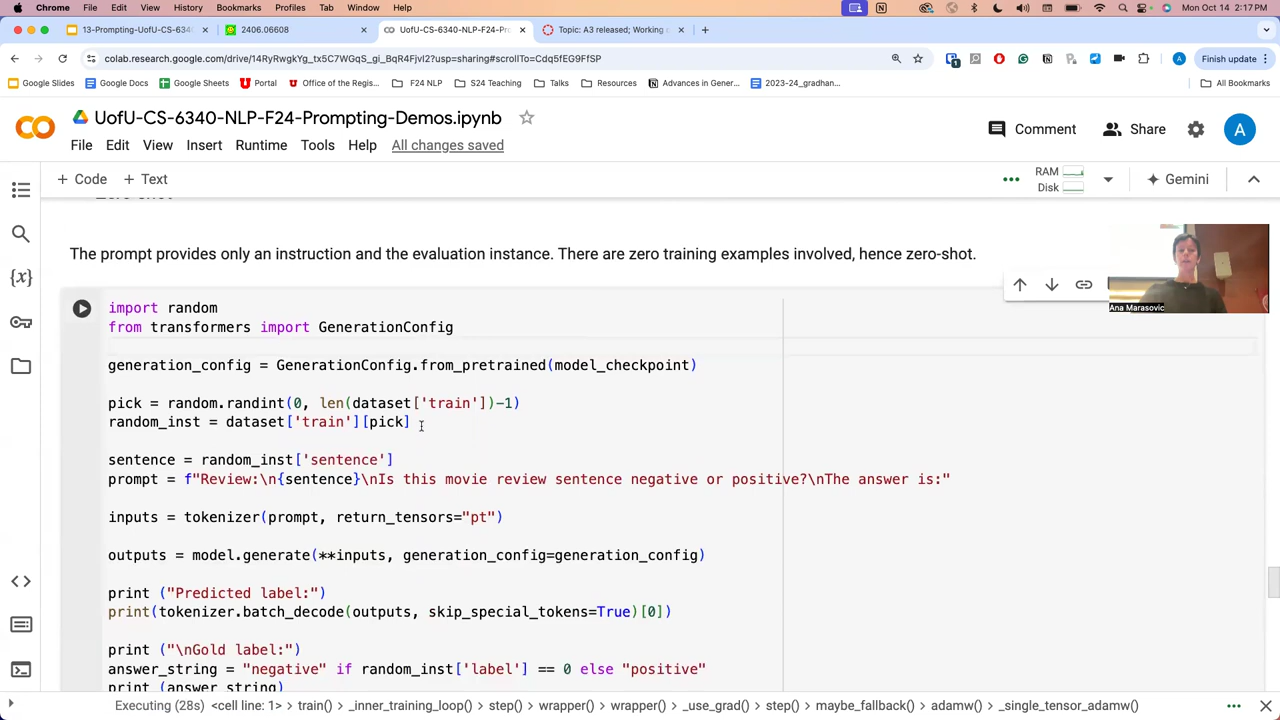 Chrome File Edit View History Bookmarks Profiles Tab Window Help Mon Oct 14 2:17 PM
13-Prompting-UofU-CS-6340 2406.06608 UofU-CS-6340-NLP-F24-Pro Topic: A3 released; Working
colab.research.google.com/drive/14RyRwgkYx_tx5C7WGqS_gi_BqR4FjvI2?usp=sharing#scrollTo=Cdq5fEG9FfSP Finish update
Google Slides Google Docs Google Sheets Portal Office of the Regis... F24 NLP S24 Teaching Talks Resources Advances in Gener... 2023-24_gradhan... All Bookmarks
UofU-CS-6340-NLP-F24-Prompting-Demos.ipynb
Comment Share A
File Edit View Insert Runtime Tools Help All changes saved
+ Code + Text RAM Disk Gemini
Zero-shot
The prompt provides only an instruction and the evaluation instance. There are zero training examples involved, hence zero-shot.
Ana Marasovic
import random
from transformers import GenerationConfig
generation_config = GenerationConfig.from_pretrained(model_checkpoint)
pick = random.randint(0, len(dataset['train'])-1)
random_inst = dataset['train'][pick]
sentence = random_inst['sentence']
prompt = f"Review:\n{sentence}\nIs this movie review sentence negative or positive?\nThe answer is:"
inputs = tokenizer(prompt, return_tensors="pt")
outputs = model.generate(**inputs, generation_config=generation_config)
print ("Predicted label:")
print(tokenizer.batch_decode(outputs, skip_special_tokens=True)[0])
print ("\nGold label:")
answer_string = "negative" if random_inst['label'] == 0 else "positive"
print (answer_string)
Executing (28s) <cell line: 1> train() _inner_training_loop() step() wrapper() wrapper() _use_grad() step() maybe_fallback() adamw() _single_tensor_adamw()